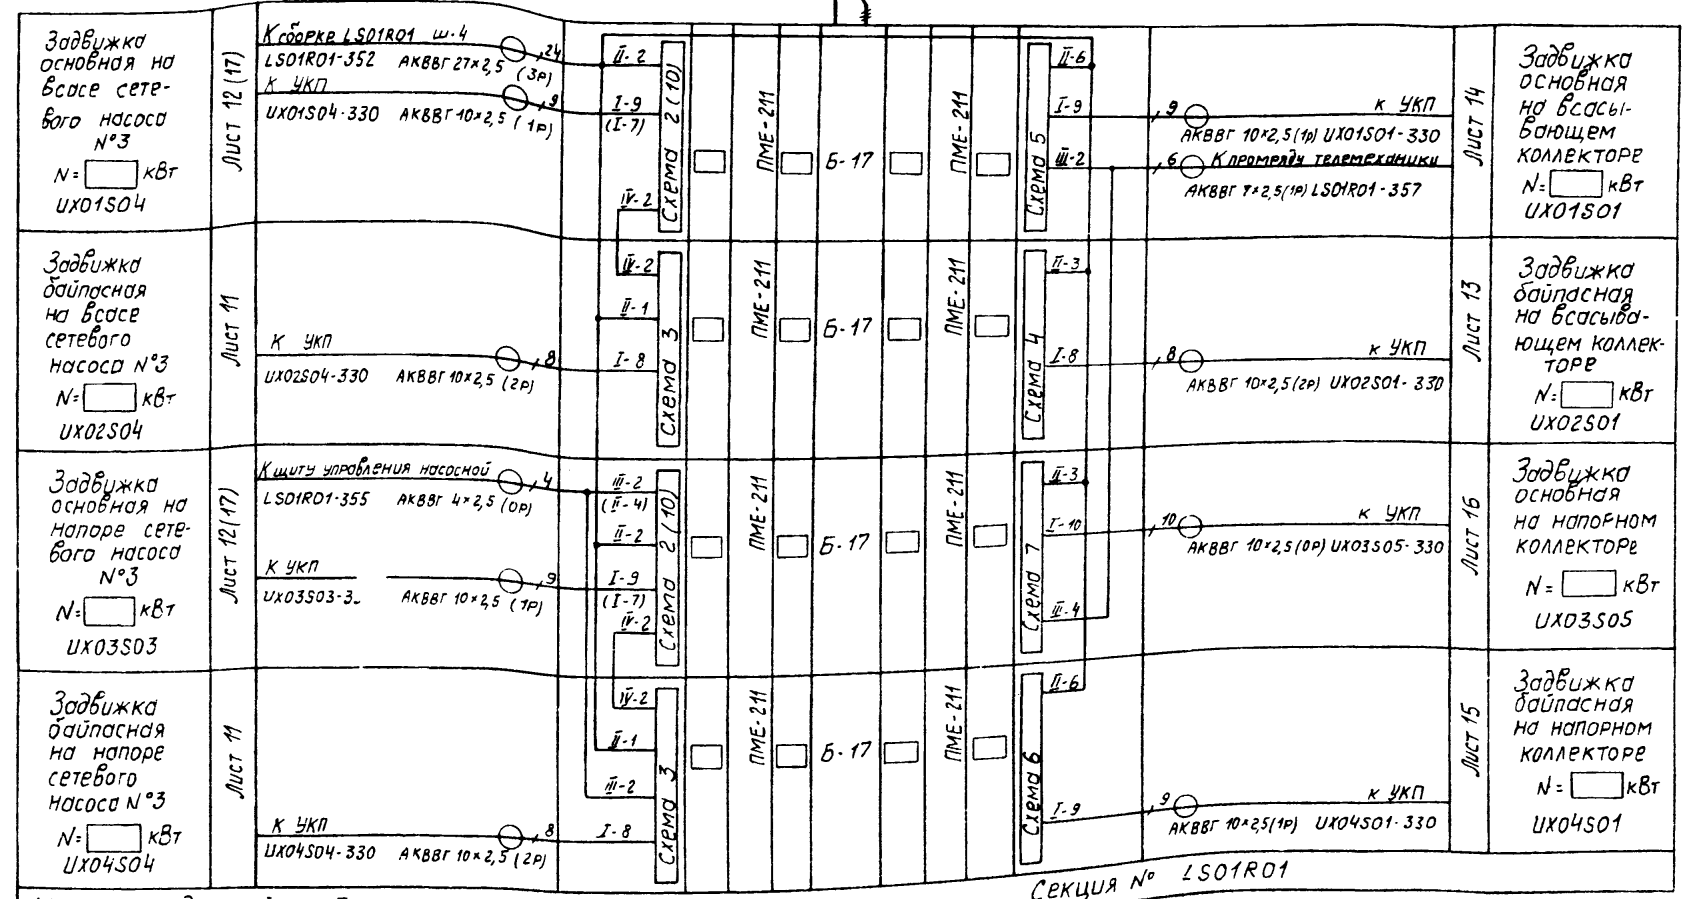 Задвижка
основная на
всасе сете-
вого насоса
N°3
N= кВт
UX01S04
Лист 12(17)
К сборке LS01R01 ш.4
24
LS01R01-352 АКВВГ 27×2,5 (3Р)
К УКП
9
UX01S04-330 АКВВГ 10×2,5 (1Р)
II-2
I-9
(I-7)
IV-2
Схема 2(10)
ПМЕ-211
Б-17
ПМЕ-211
Схема 5
II-6
I-9
III-2
9
к УКП
АКВВГ 10×2,5(1р) UX01S01-330
6
К промряду телемеханики
АКВВГ 7×2,5(1Р) LS01R01-357
Лист 14
Задвижка
основная
на всасы-
вающем
коллекторе
N= кВт
UX01S01
Задвижка
байпасная
на всасе
сетевого
насоса N°3
N= кВт
UX02S04
Лист 11
К УКП
8
UX02S04-330 АКВВГ 10×2,5 (2Р)
IV-2
II-1
I-8
Схема 3
ПМЕ-211
Б-17
ПМЕ-211
Схема 4
II-3
I-8
8
к УКП
АКВВГ 10×2,5(2Р) UX02S01-330
Лист 13
Задвижка
байпасная
на всасыва-
ющем коллек-
торе
N= кВт
UX02S01
Задвижка
основная на
напоре сете-
вого насоса
N°3
N= кВт
UX03S03
Лист 12(17)
К щиту управления насосной
4
LS01R01-355 АКВВГ 4×2,5 (0Р)
К УКП
9
UX03S03-3 АКВВГ 10×2,5 (1Р)
III-2
(II-4)
II-2
I-9
(I-7)
IV-2
Схема 2(10)
ПМЕ-211
Б-17
ПМЕ-211
Схема 7
II-3
I-10
III-4
10
к УКП
АКВВГ 10×2,5(0Р) UX03S05-330
Лист 16
Задвижка
основная
на напорном
коллекторе
N= кВт
UX03S05
Задвижка
байпасная
на напоре
сетевого
насоса N°3
N= кВт
UX04S04
Лист 11
К УКП
8
UX04S04-330 АКВВГ 10×2,5 (2Р)
IV-2
II-1
III-2
I-8
Схема 3
ПМЕ-211
Б-17
ПМЕ-211
Схема 6
II-6
I-9
9
к УКП
АКВВГ 10×2,5(1Р) UX04S01-330
Лист 15
Задвижка
байпасная
на напорном
коллекторе
N= кВт
UX04S01
Секция № LS01R01